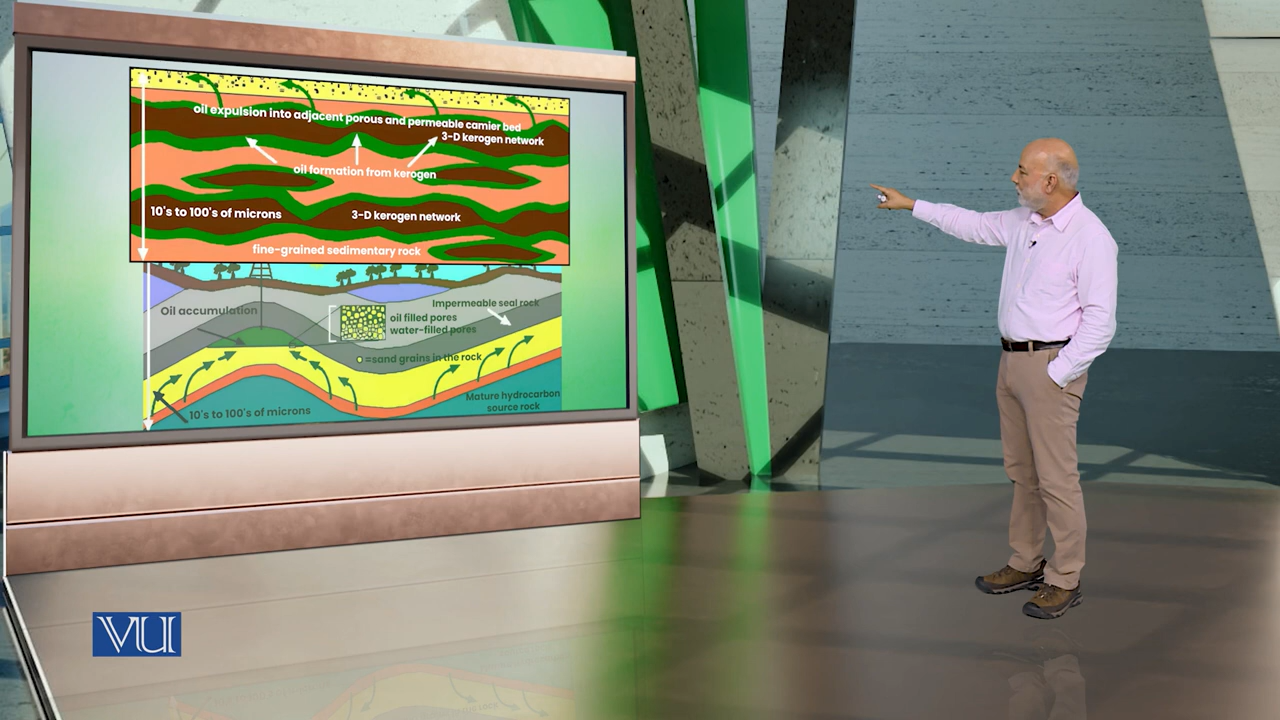 oil expulsion into adjacent porous and permeable carrier bed
3-D kerogen network
oil formation from kerogen
10's to 100's of microns
3-D kerogen network
fine-grained sedimentary rock
Oil accumulation
Impermeable seal rock
oil filled pores
water-filled pores
=sand grains in the rock
Mature hydrocarbon
source rock
10's to 100's of microns
VU